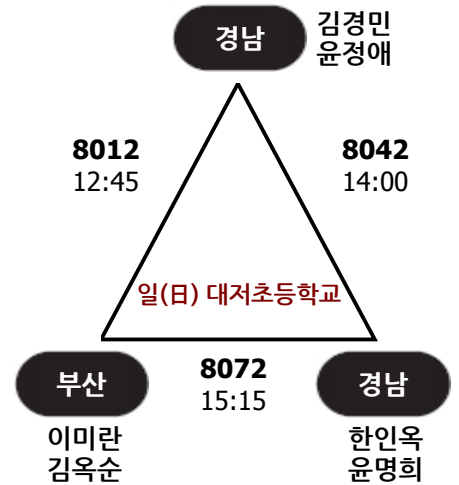 경남
김경민
윤정애
8012
12:45
8042
14:00
일(日) 대저초등학교
8072
15:15
부산
이미란
김옥순
경남
한인옥
윤명희